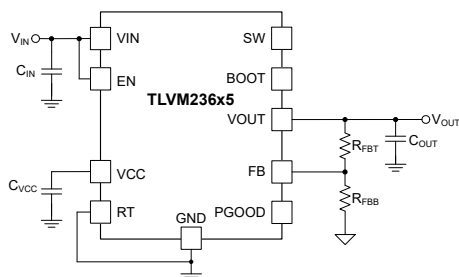 VIN VIN SW
CIN
EN BOOT
TLVM236x5
VOUT VOUT
RFBT COUT
VCC FB
CVCC
RFBB
RT PGOOD
GND